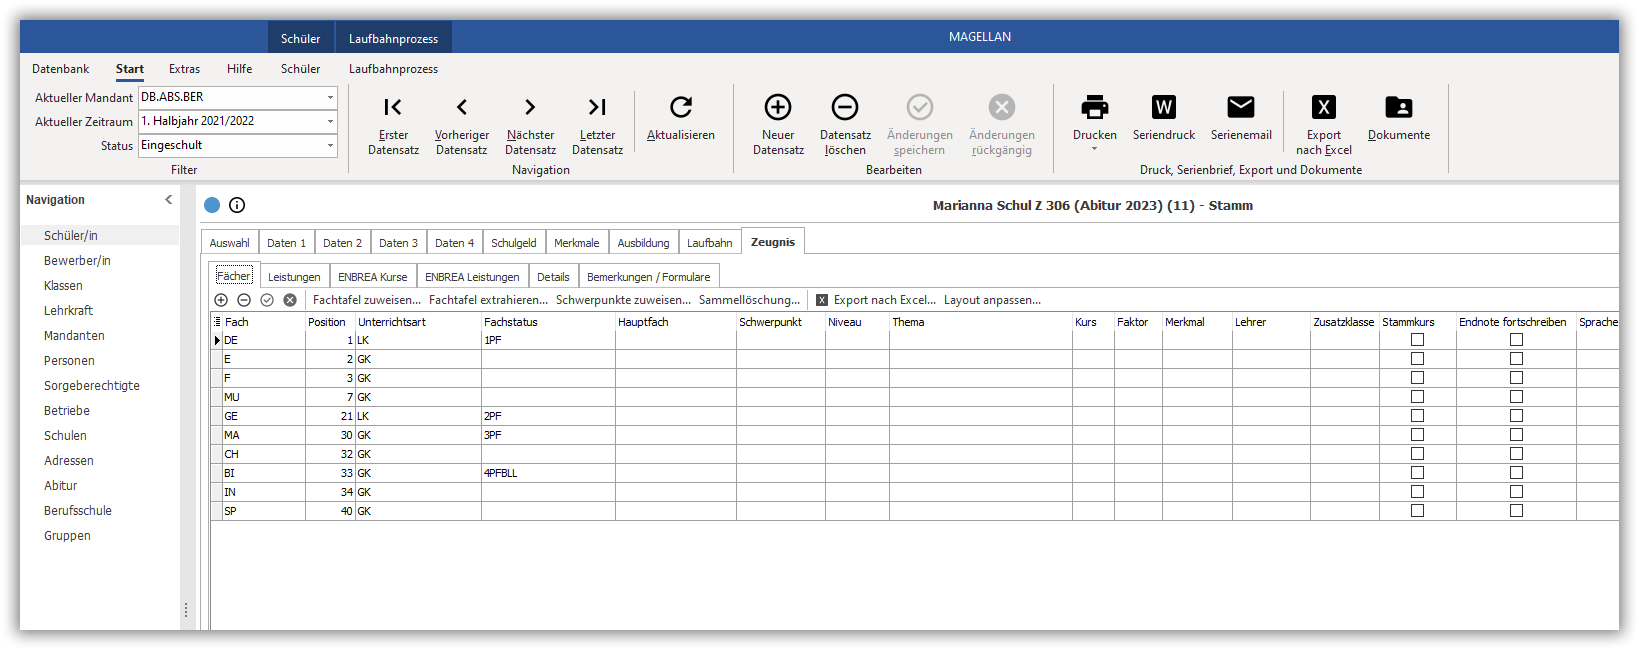 Schüler Laufbahnprozess MAGELLAN
Datenbank Start Extras Hilfe Schüler Laufbahnprozess
Aktueller Mandant DB.ABS.BER
Aktueller Zeitraum 1. Halbjahr 2021/2022
Status Eingeschult
Filter
Erster Datensatz
Vorheriger Datensatz
Nächster Datensatz
Letzter Datensatz
Aktualisieren
Navigation
Neuer Datensatz
Datensatz löschen
Änderungen speichern
Änderungen rückgängig
Bearbeiten
Drucken
W
Seriendruck
Serienemail
X
Export nach Excel
Dokumente
Druck, Serienbrief, Export und Dokumente
Navigation
Schüler/in
Bewerber/in
Klassen
Lehrkraft
Mandanten
Personen
Sorgeberechtigte
Betriebe
Schulen
Adressen
Abitur
Berufsschule
Gruppen
Marianna Schul Z 306 (Abitur 2023) (11) - Stamm
Auswahl Daten 1 Daten 2 Daten 3 Daten 4 Schulgeld Merkmale Ausbildung Laufbahn Zeugnis
Fächer Leistungen ENBREA Kurse ENBREA Leistungen Details Bemerkungen / Formulare
Fachtafel zuweisen... Fachtafel extrahieren... Schwerpunkte zuweisen... Sammellöschung... X Export nach Excel... Layout anpassen...
Fach Position Unterrichtsart Fachstatus Hauptfach Schwerpunkt Niveau Thema Kurs Faktor Merkmal Lehrer Zusatzklasse Stammkurs Endnote fortschreiben Sprache
DE 1 LK 1PF
E 2 GK
F 3 GK
MU 7 GK
GE 21 LK 2PF
MA 30 GK 3PF
CH 32 GK
BI 33 GK 4PFBLL
IN 34 GK
SP 40 GK